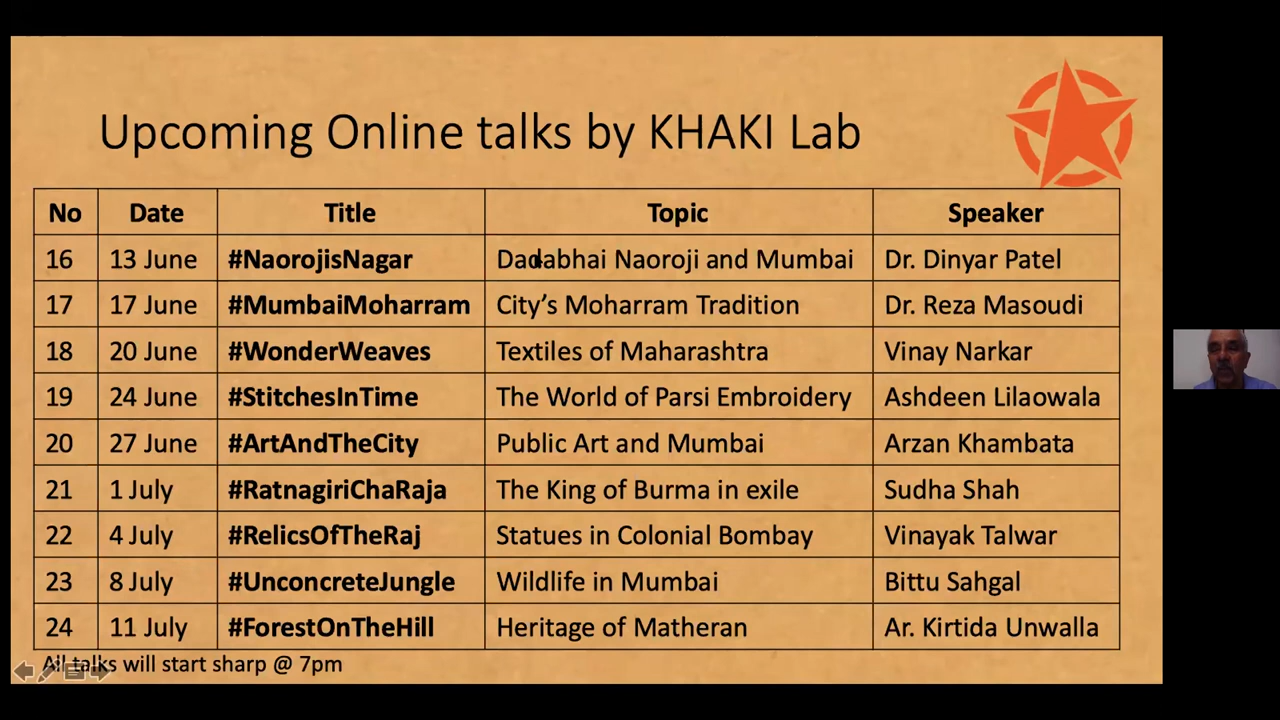 Upcoming Online talks by KHAKI Lab
No Date Title Topic Speaker
16 13 June #NaorojisNagar Dadabhai Naoroji and Mumbai Dr. Dinyar Patel
17 17 June #MumbaiMoharram City's Moharram Tradition Dr. Reza Masoudi
18 20 June #WonderWeaves Textiles of Maharashtra Vinay Narkar
19 24 June #StitchesInTime The World of Parsi Embroidery Ashdeen Lilaowala
20 27 June #ArtAndTheCity Public Art and Mumbai Arzan Khambata
21 1 July #RatnagiriChaRaja The King of Burma in exile Sudha Shah
22 4 July #RelicsOfTheRaj Statues in Colonial Bombay Vinayak Talwar
23 8 July #UnconcreteJungle Wildlife in Mumbai Bittu Sahgal
24 11 July #ForestOnTheHill Heritage of Matheran Ar. Kirtida Unwalla
All talks will start sharp @ 7pm